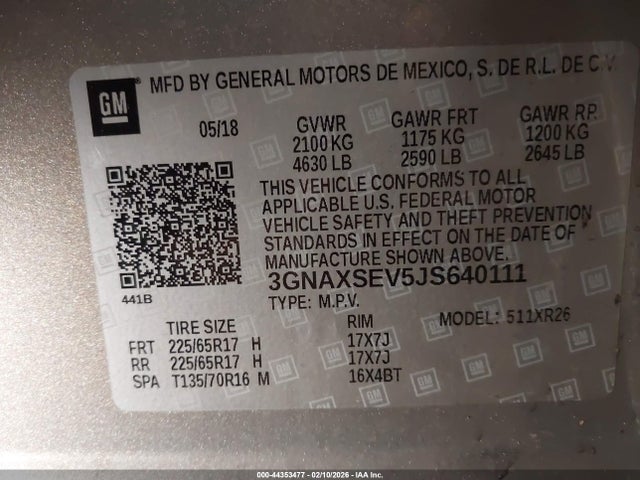 GM MFD BY GENERAL MOTORS DE MEXICO, S. DE R.L. DE C.V
05/18 GVWR GAWR FRT GAWR RR
2100 KG 1175 KG 1200 KG
4630 LB 2590 LB 2645 LB
THIS VEHICLE CONFORMS TO ALL
APPLICABLE U.S. FEDERAL MOTOR
VEHICLE SAFETY AND THEFT PREVENTION
STANDARDS IN EFFECT ON THE DATE OF
MANUFACTURE SHOWN ABOVE.
3GNAXSEV5JS640111
441B TYPE: M.P.V. MODEL: 511XR26
TIRE SIZE RIM
FRT 225/65R17 H 17X7J
RR 225/65R17 H 17X7J
SPA T135/70R16 M 16X4BT
000-44353477 - 02/10/2026 - IAA Inc.